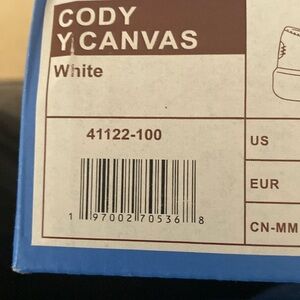 CODY
Y CANVAS
White
41122-100
US
EUR
CN-MM
1 97002 70536 8